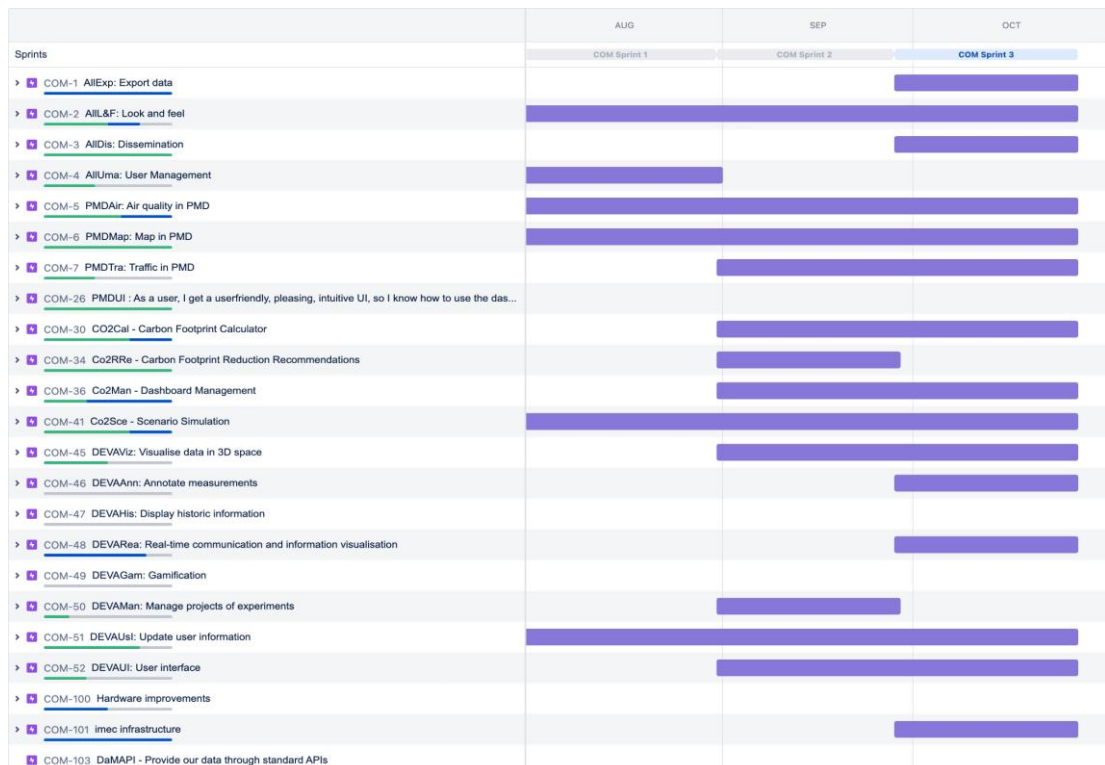 AUG SEP OCT
Sprints COM Sprint 1 COM Sprint 2 COM Sprint 3
COM-1 AllExp: Export data
COM-2 AllL&F: Look and feel
COM-3 AllDis: Dissemination
COM-4 AllUma: User Management
COM-5 PMDAir: Air quality in PMD
COM-6 PMDMap: Map in PMD
COM-7 PMDTra: Traffic in PMD
COM-26 PMDUI : As a user, I get a userfriendly, pleasing, intuitive UI, so I know how to use the das...
COM-30 CO2Cal - Carbon Footprint Calculator
COM-34 Co2RRe - Carbon Footprint Reduction Recommendations
COM-36 Co2Man - Dashboard Management
COM-41 Co2Sce - Scenario Simulation
COM-45 DEVAViz: Visualise data in 3D space
COM-46 DEVAAnn: Annotate measurements
COM-47 DEVAHis: Display historic information
COM-48 DEVARea: Real-time communication and information visualisation
COM-49 DEVAGam: Gamification
COM-50 DEVAMan: Manage projects of experiments
COM-51 DEVAUsI: Update user information
COM-52 DEVAUI: User interface
COM-100 Hardware improvements
COM-101 imec infrastructure
COM-103 DaMAPI - Provide our data through standard APIs